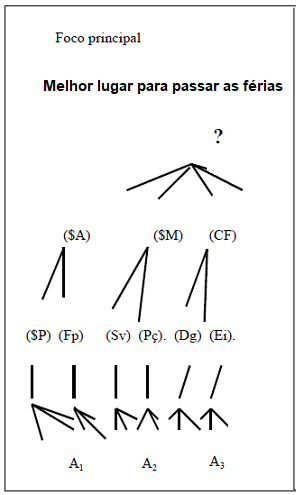 Foco principal
Melhor lugar para passar as férias
?
($A) ($M) (CF)
($P) (Fp) (Sv) (Pç). (Dg) (Ei).
A₁ A₂ A₃